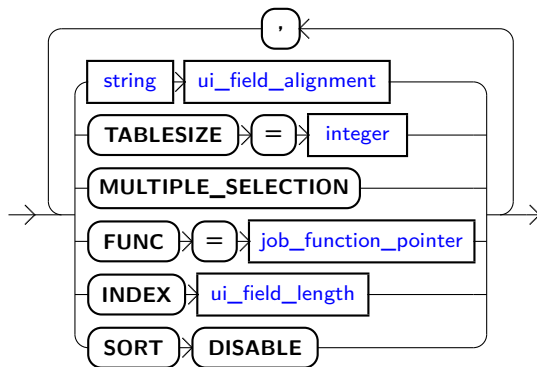 ,
string ui_field_alignment
TABLESIZE = integer
MULTIPLE_SELECTION
FUNC = job_function_pointer
INDEX ui_field_length
SORT DISABLE